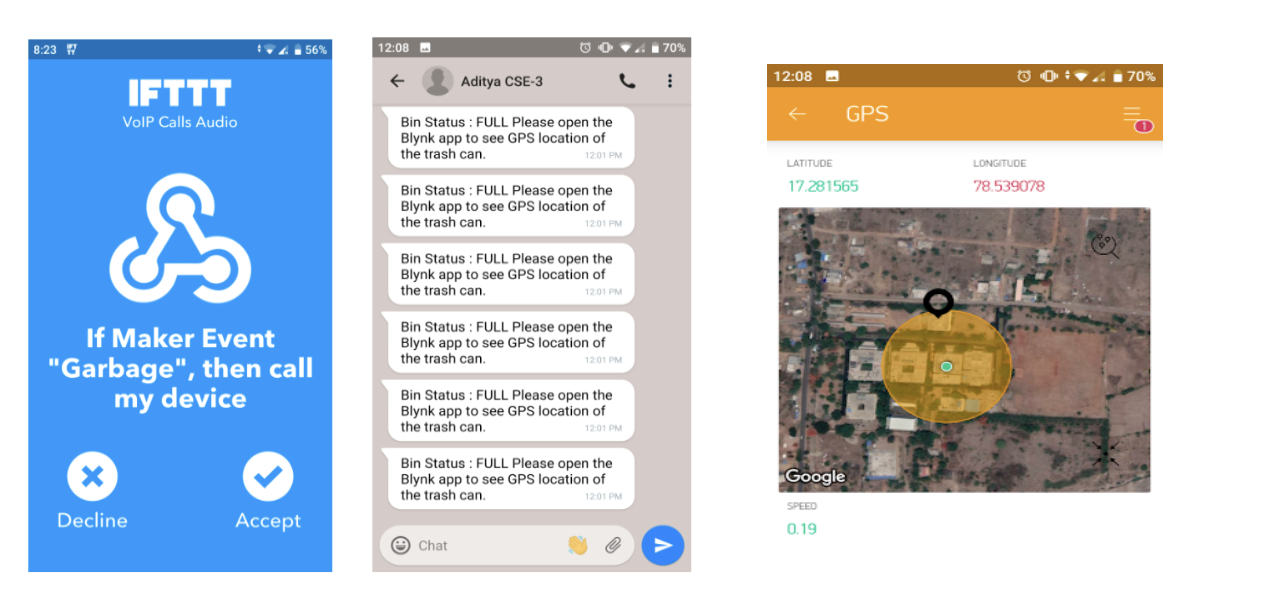 8:23
56%
IFTTT
VoIP Calls Audio
If Maker Event
"Garbage", then call
my device
Decline
Accept
12:08
70%
Aditya CSE-3
Bin Status : FULL Please open the
Blynk app to see GPS location of
the trash can.
12:01 PM
Bin Status : FULL Please open the
Blynk app to see GPS location of
the trash can.
12:01 PM
Bin Status : FULL Please open the
Blynk app to see GPS location of
the trash can.
12:01 PM
Bin Status : FULL Please open the
Blynk app to see GPS location of
the trash can.
12:01 PM
Bin Status : FULL Please open the
Blynk app to see GPS location of
the trash can.
12:01 PM
Bin Status : FULL Please open the
Blynk app to see GPS location of
the trash can.
12:01 PM
Chat
12:08
70%
GPS
1
LATITUDE
LONGITUDE
17.281565
78.539078
Google
SPEED
0.19